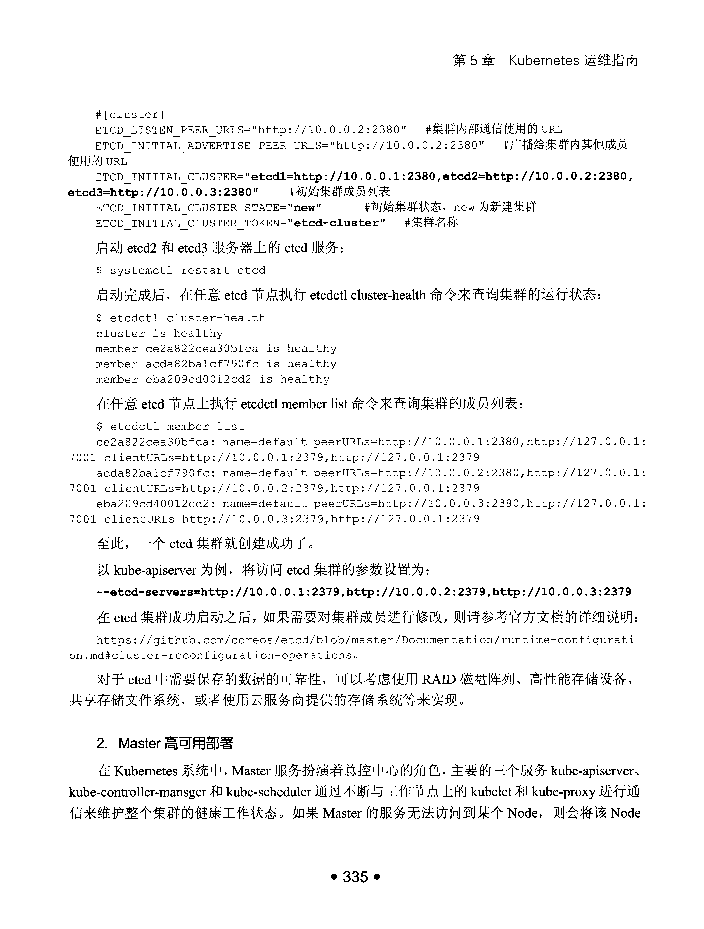 第 5 章　Kubernetes 运维指南
#[cluster]
ETCD_LISTEN_PEER_URLS="http://10.0.0.2:2380"　#集群内部通信使用的 URL
ETCD_INITIAL_ADVERTISE_PEER_URLS="http://10.0.0.2:2380"　#广播给集群内其他成员
使用的 URL
ETCD_INITIAL_CLUSTER="etcd1=http://10.0.0.1:2380,etcd2=http://10.0.0.2:2380,
etcd3=http://10.0.0.3:2380"　#初始集群成员列表
ETCD_INITIAL_CLUSTER_STATE="new"　#初始集群状态，new 为新建集群
ETCD_INITIAL_CLUSTER_TOKEN="etcd-cluster"　#集群名称
启动 etcd2 和 etcd3 服务器上的 etcd 服务：
$ systemctl restart etcd
启动完成后，在任意 etcd 节点执行 etcdctl cluster-health 命令来查询集群的运行状态：
$ etcdctl cluster-health
cluster is healthy
member ce2a822cea30bfca is healthy
member acda82ba1cf790fc is healthy
member eba209cd0012cd2 is healthy
在任意 etcd 节点上执行 etcdctl member list 命令来查询集群的成员列表：
$ etcdctl member list
ce2a822cea30bfca: name=default peerURLs=http://10.0.0.1:2380,http://127.0.0.1:
7001 clientURLs=http://10.0.0.1:2379,http://127.0.0.1:2379
acda82ba1cf790fc: name=default peerURLs=http://10.0.0.2:2380,http://127.0.0.1:
7001 clientURLs=http://10.0.0.2:2379,http://127.0.0.1:2379
eba209cd40012cd2: name=default peerURLs=http://10.0.0.3:2380,http://127.0.0.1:
7001 clientURLs=http://10.0.0.3:2379,http://127.0.0.1:2379
至此，一个 etcd 集群就创建成功了。
以 kube-apiserver 为例，将访问 etcd 集群的参数设置为：
--etcd-servers=http://10.0.0.1:2379,http://10.0.0.2:2379,http://10.0.0.3:2379
在 etcd 集群成功启动之后，如果需要对集群成员进行修改，则请参考官方文档的详细说明：
https://github.com/coreos/etcd/blob/master/Documentation/runtime-configurati
on.md#cluster-reconfiguration-operations。
对于 etcd 中需要保存的数据的可靠性，可以考虑使用 RAID 磁盘阵列、高性能存储设备、
共享存储文件系统，或者使用云服务商提供的存储系统等来实现。
2. Master 高可用部署
在 Kubernetes 系统中，Master 服务扮演着总控中心的角色，主要的三个服务 kube-apiserver、
kube-controller-mansger 和 kube-scheduler 通过不断与工作节点上的 kubelet 和 kube-proxy 进行通
信来维护整个集群的健康工作状态。如果 Master 的服务无法访问到某个 Node，则会将该 Node
• 335 •